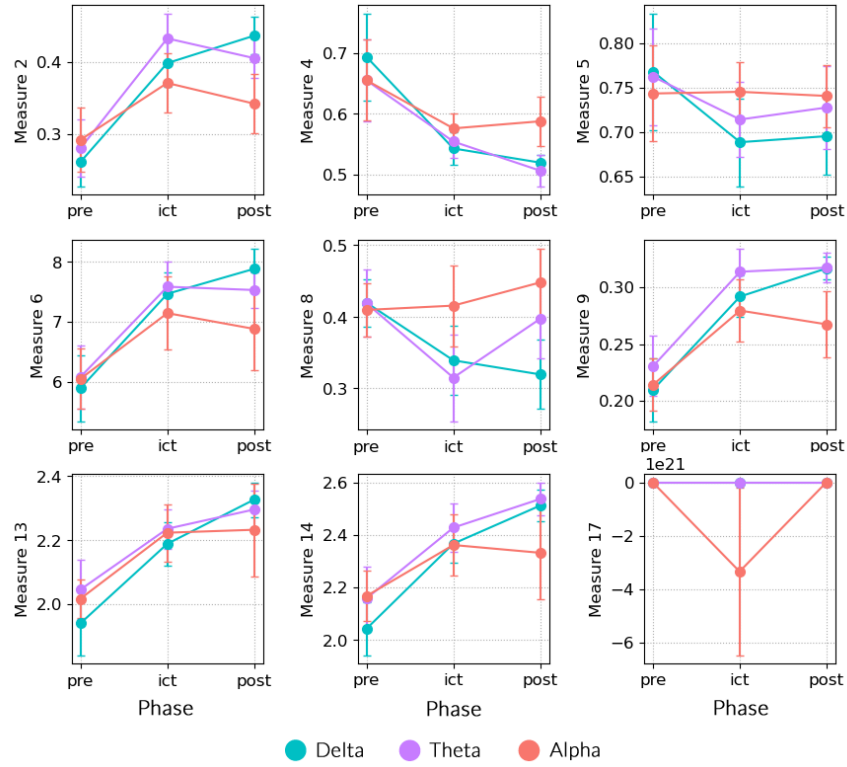 Measure 2
0.4
0.3
pre ict post
Measure 4
0.7
0.6
0.5
pre ict post
Measure 5
0.80
0.75
0.70
0.65
pre ict post
Measure 6
8
7
6
pre ict post
Measure 8
0.5
0.4
0.3
pre ict post
Measure 9
0.30
0.25
0.20
pre ict post
Measure 13
2.4
2.2
2.0
pre ict post
Phase
Measure 14
2.6
2.4
2.2
2.0
pre ict post
Phase
Measure 17
1e21
0
−2
−4
−6
pre ict post
Phase
Delta Theta Alpha